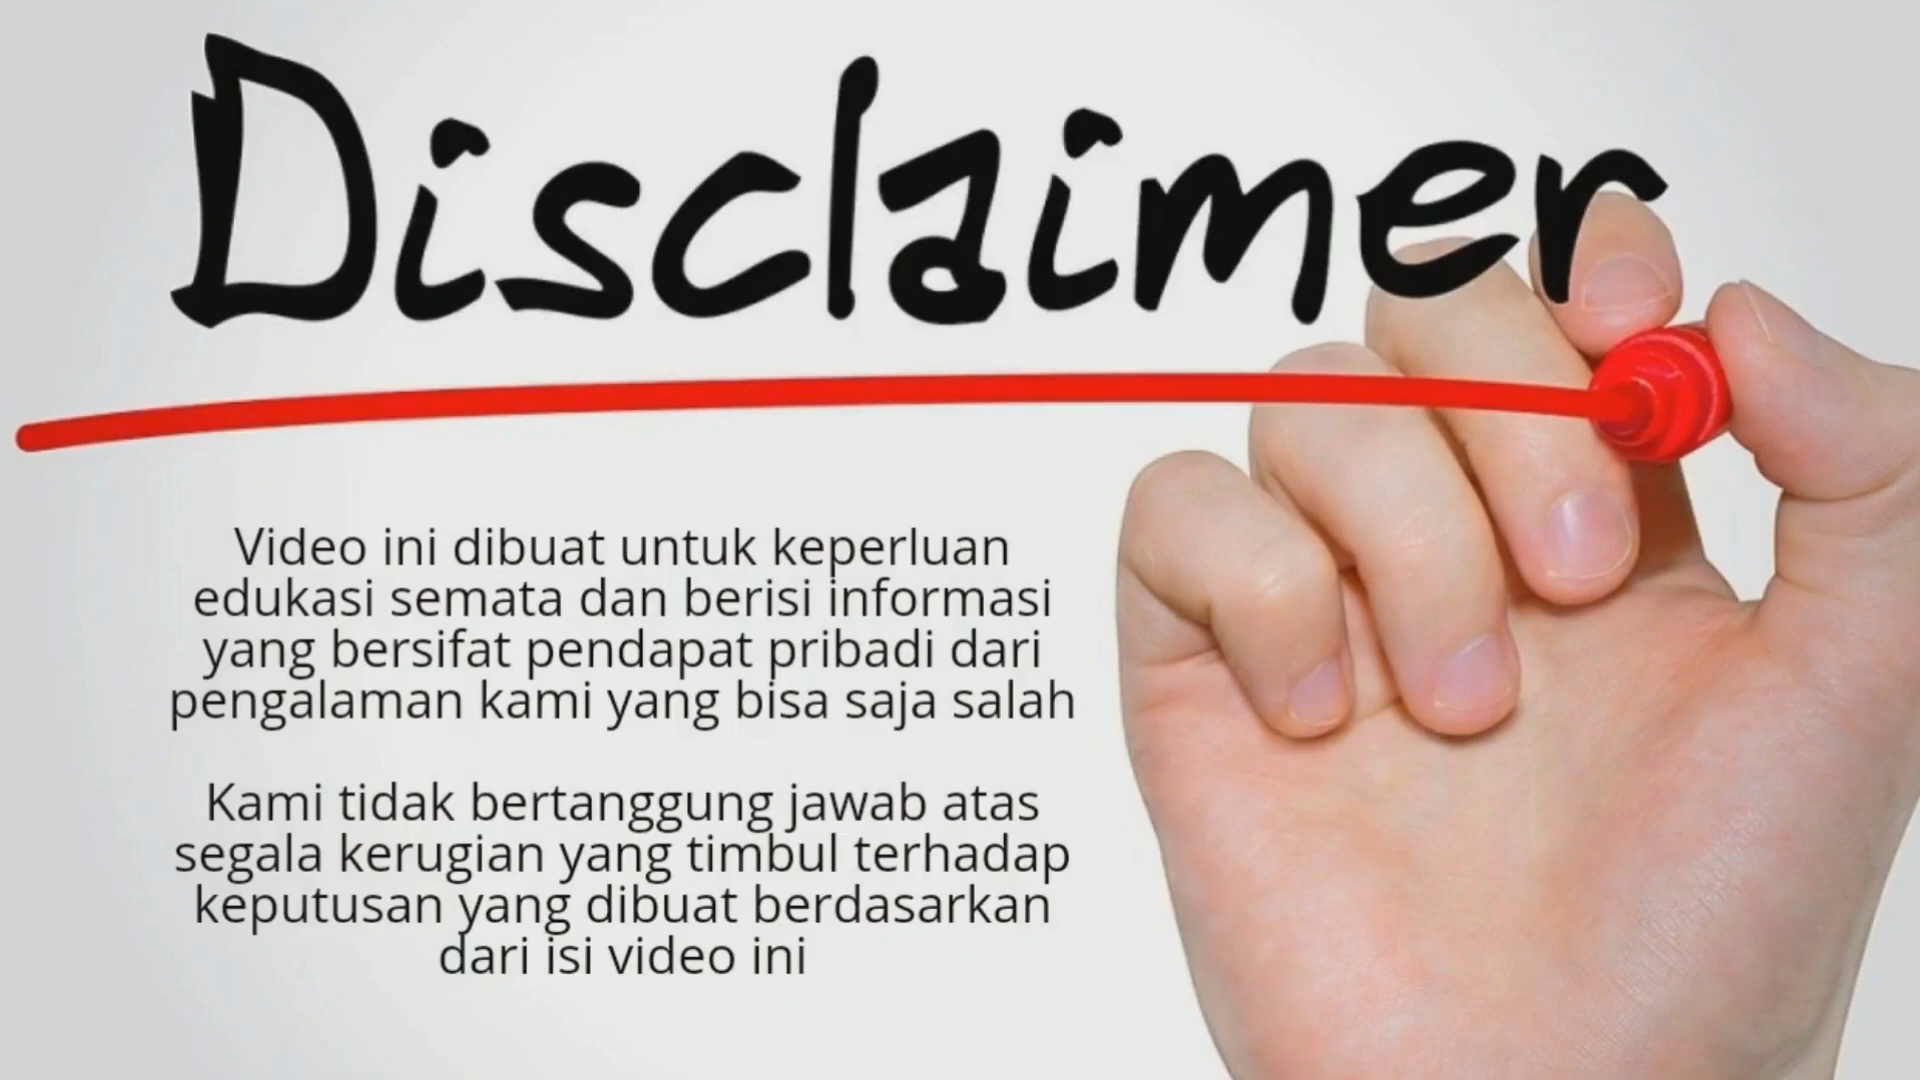 Disclaimer
Video ini dibuat untuk keperluan
edukasi semata dan berisi informasi
yang bersifat pendapat pribadi dari
pengalaman kami yang bisa saja salah
Kami tidak bertanggung jawab atas
segala kerugian yang timbul terhadap
keputusan yang dibuat berdasarkan
dari isi video ini